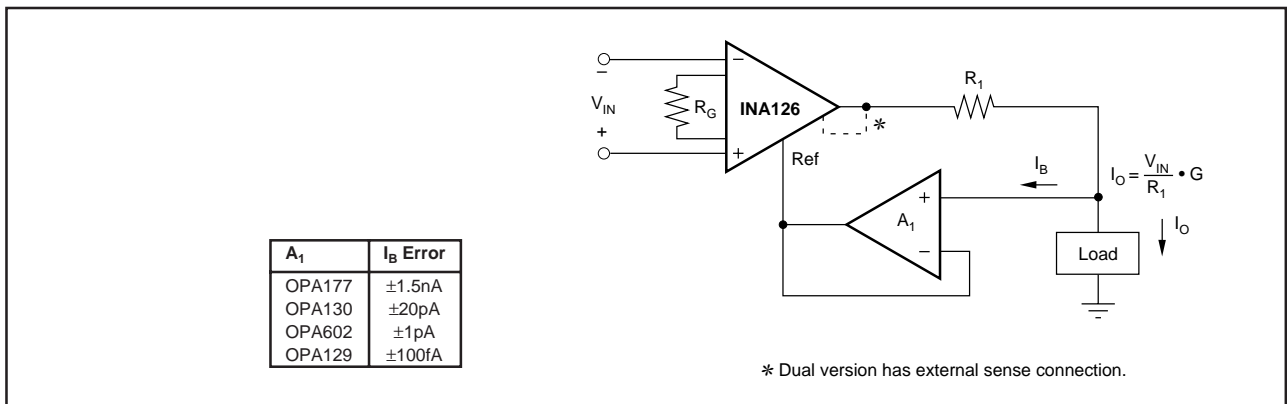 −
V_IN
+
R_G
−
INA126
+
Ref
*
R_1
I_B
I_O = V_IN / R_1 • G
I_O
+
A_1
−
Load
A_1 I_B Error
OPA177 ±1.5nA
OPA130 ±20pA
OPA602 ±1pA
OPA129 ±100fA
* Dual version has external sense connection.